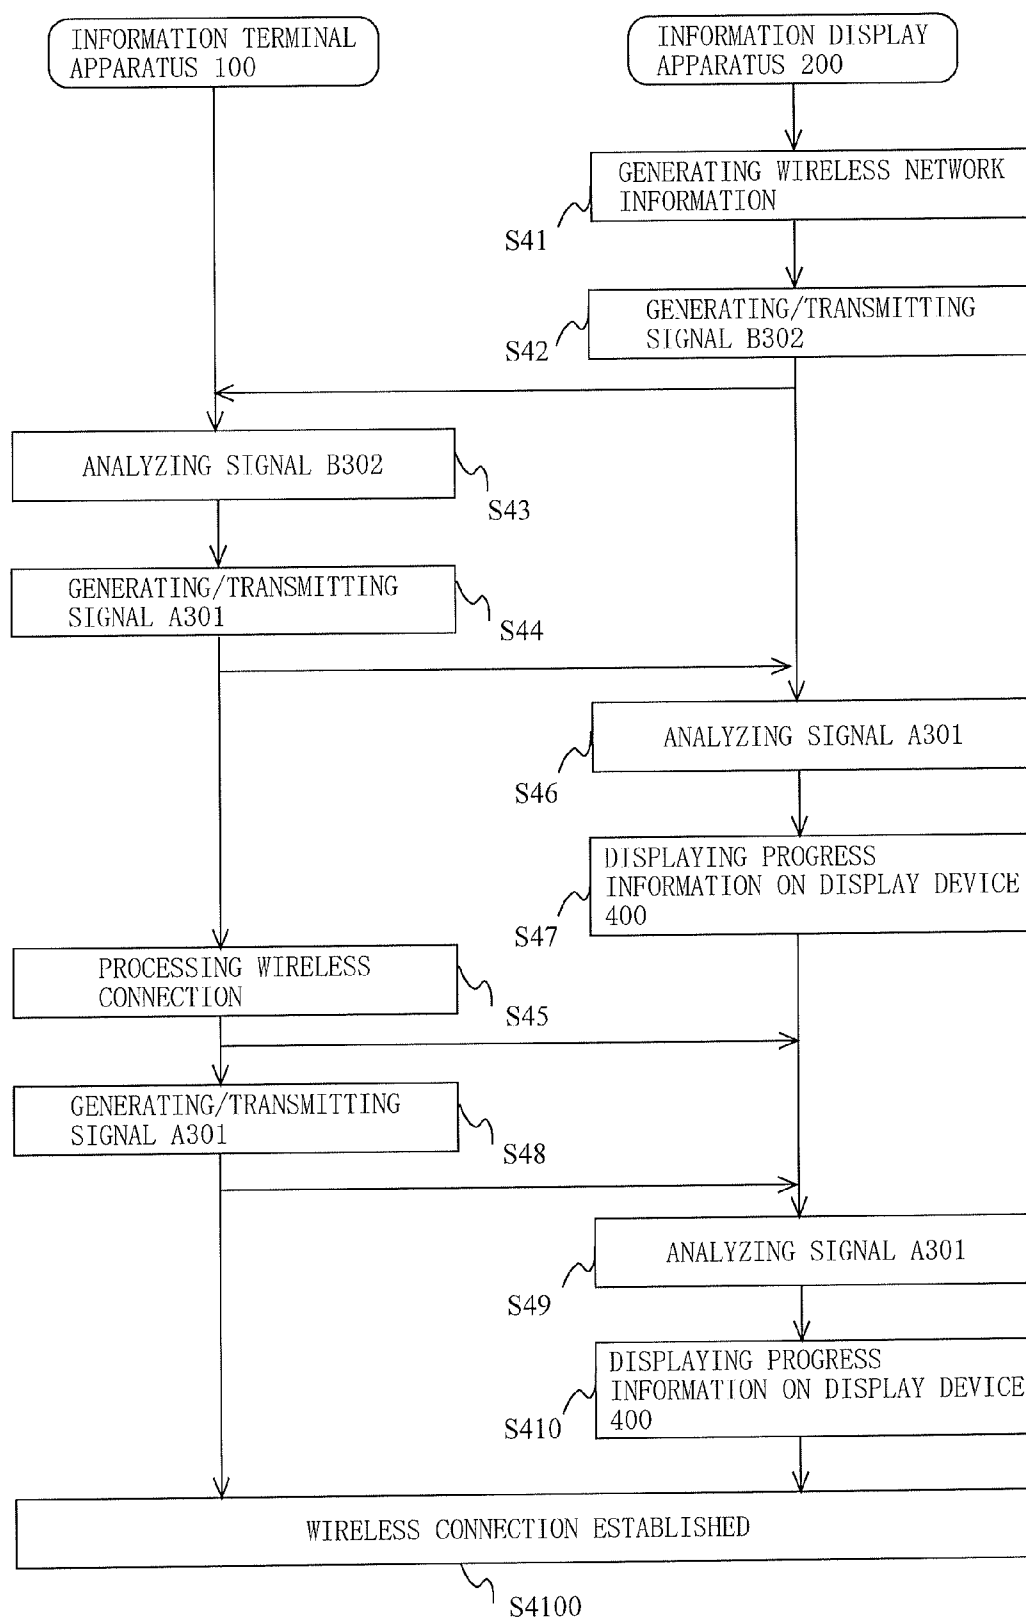 INFORMATION TERMINAL
APPARATUS 100
INFORMATION DISPLAY
APPARATUS 200
GENERATING WIRELESS NETWORK
INFORMATION
S41
GENERATING/TRANSMITTING
SIGNAL B302
S42
ANALYZING SIGNAL B302
S43
GENERATING/TRANSMITTING
SIGNAL A301
S44
ANALYZING SIGNAL A301
S46
DISPLAYING PROGRESS
INFORMATION ON DISPLAY DEVICE
400
S47
PROCESSING WIRELESS
CONNECTION
S45
GENERATING/TRANSMITTING
SIGNAL A301
S48
ANALYZING SIGNAL A301
S49
DISPLAYING PROGRESS
INFORMATION ON DISPLAY DEVICE
400
S410
WIRELESS CONNECTION ESTABLISHED
S4100